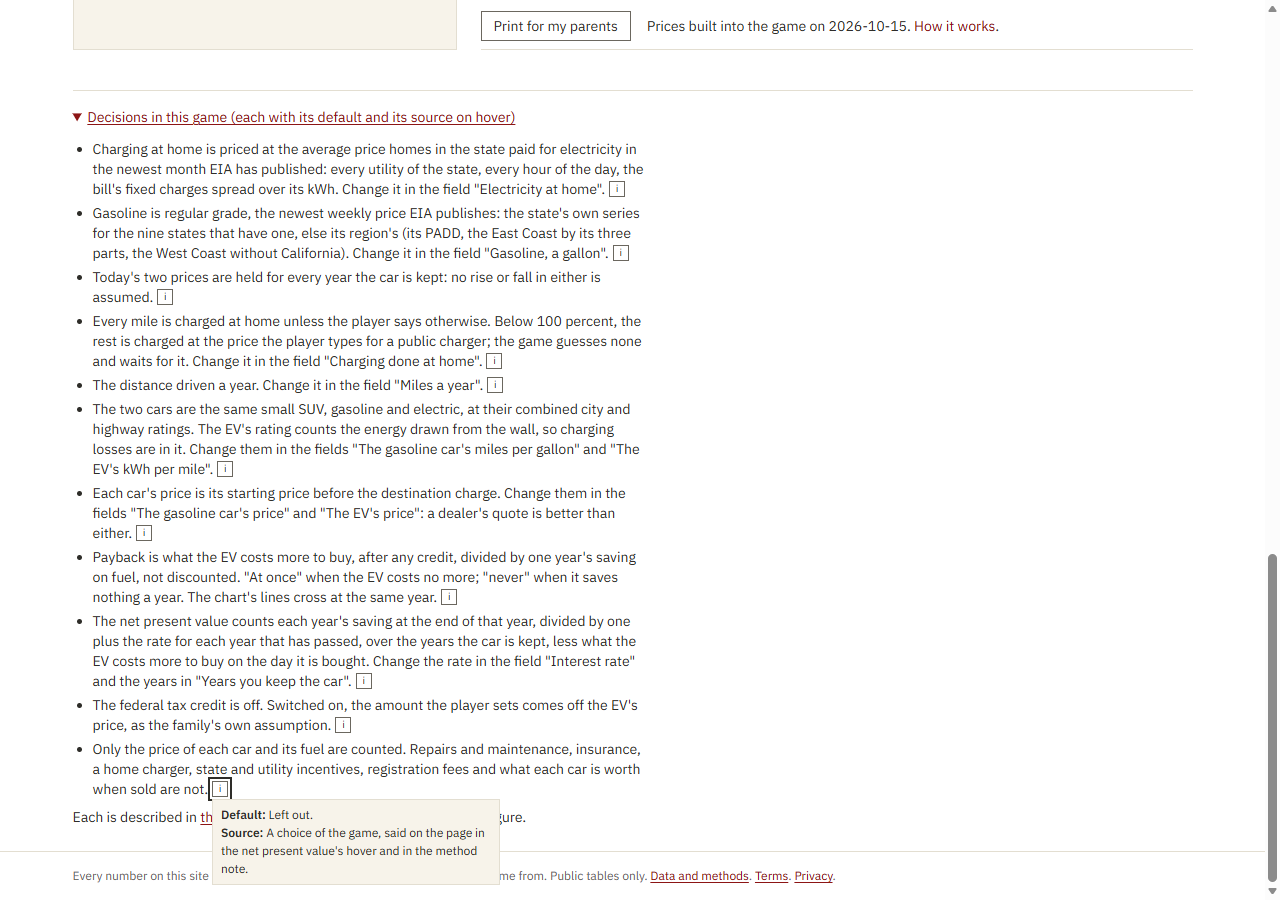 Print for my parents
Prices built into the game on 2026-10-15. How it works.
Decisions in this game (each with its default and its source on hover)
Charging at home is priced at the average price homes in the state paid for electricity in
the newest month EIA has published: every utility of the state, every hour of the day, the
bill's fixed charges spread over its kWh. Change it in the field "Electricity at home". i
Gasoline is regular grade, the newest weekly price EIA publishes: the state's own series
for the nine states that have one, else its region's (its PADD, the East Coast by its three
parts, the West Coast without California). Change it in the field "Gasoline, a gallon". i
Today's two prices are held for every year the car is kept: no rise or fall in either is
assumed. i
Every mile is charged at home unless the player says otherwise. Below 100 percent, the
rest is charged at the price the player types for a public charger; the game guesses none
and waits for it. Change it in the field "Charging done at home". i
The distance driven a year. Change it in the field "Miles a year". i
The two cars are the same small SUV, gasoline and electric, at their combined city and
highway ratings. The EV's rating counts the energy drawn from the wall, so charging
losses are in it. Change them in the fields "The gasoline car's miles per gallon" and "The
EV's kWh per mile". i
Each car's price is its starting price before the destination charge. Change them in the
fields "The gasoline car's price" and "The EV's price": a dealer's quote is better than
either. i
Payback is what the EV costs more to buy, after any credit, divided by one year's saving
on fuel, not discounted. "At once" when the EV costs no more; "never" when it saves
nothing a year. The chart's lines cross at the same year. i
The net present value counts each year's saving at the end of that year, divided by one
plus the rate for each year that has passed, over the years the car is kept, less what the
EV costs more to buy on the day it is bought. Change the rate in the field "Interest rate"
and the years in "Years you keep the car". i
The federal tax credit is off. Switched on, the amount the player sets comes off the EV's
price, as the family's own assumption. i
Only the price of each car and its fuel are counted. Repairs and maintenance, insurance,
a home charger, state and utility incentives, registration fees and what each car is worth
when sold are not. i
Default: Left out.
Source: A choice of the game, said on the page in
the net present value's hover and in the method
note.
Each is described in
Every number on this site
Public tables only. Data and methods. Terms. Privacy.